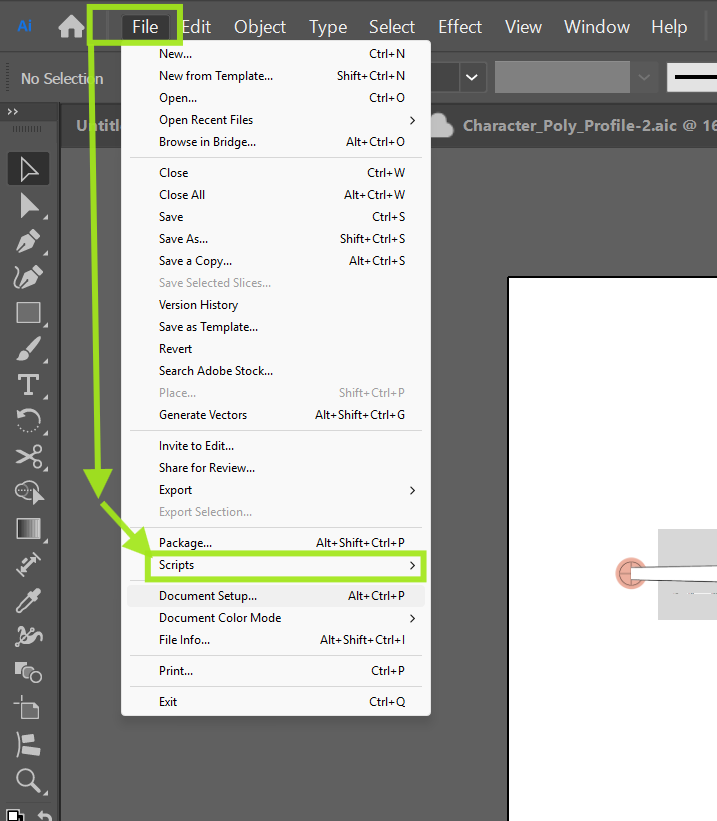 Ai File Edit Object Type Select Effect View Window Help
No Selection
Character_Poly_Profile-2.aic @ 16
New... Ctrl+N
New from Template... Shift+Ctrl+N
Open... Ctrl+O
Open Recent Files
Browse in Bridge... Alt+Ctrl+O
Close Ctrl+W
Close All Alt+Ctrl+W
Save Ctrl+S
Save As... Shift+Ctrl+S
Save a Copy... Alt+Ctrl+S
Save Selected Slices...
Version History
Save as Template...
Revert
Search Adobe Stock...
Place... Shift+Ctrl+P
Generate Vectors Alt+Shift+Ctrl+G
Invite to Edit...
Share for Review...
Export
Export Selection...
Package... Alt+Shift+Ctrl+P
Scripts
Document Setup... Alt+Ctrl+P
Document Color Mode
File Info... Alt+Shift+Ctrl+I
Print... Ctrl+P
Exit Ctrl+Q